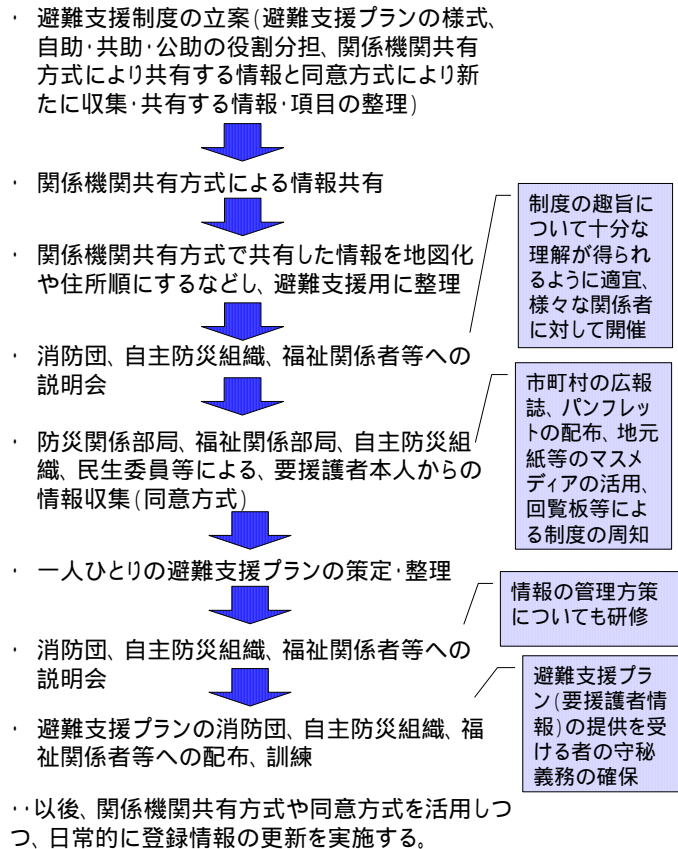 ・ 避難支援制度の立案(避難支援プランの様式、
自助・共助・公助の役割分担、関係機関共有
方式により共有する情報と同意方式により新
たに収集・共有する情報・項目の整理)
・ 関係機関共有方式による情報共有
・ 関係機関共有方式で共有した情報を地図化
や住所順にするなどし、避難支援用に整理
制度の趣旨に
ついて十分な
理解が得られ
るように適宜、
様々な関係者
に対して開催
・ 消防団、自主防災組織、福祉関係者等への
説明会
・ 防災関係部局、福祉関係部局、自主防災組
織、民生委員等による、要援護者本人からの
情報収集(同意方式)
市町村の広報
誌、パンフレッ
トの配布、地元
紙等のマスメ
ディアの活用、
回覧板等によ
る制度の周知
・ 一人ひとりの避難支援プランの策定・整理
・ 消防団、自主防災組織、福祉関係者等への
説明会
情報の管理方策
についても研修
・ 避難支援プランの消防団、自主防災組織、福
祉関係者等への配布、訓練
避難支援プラ
ン(要援護者情
報)の提供を受
ける者の守秘
義務の確保
・・以後、関係機関共有方式や同意方式を活用しつ
つ、日常的に登録情報の更新を実施する。